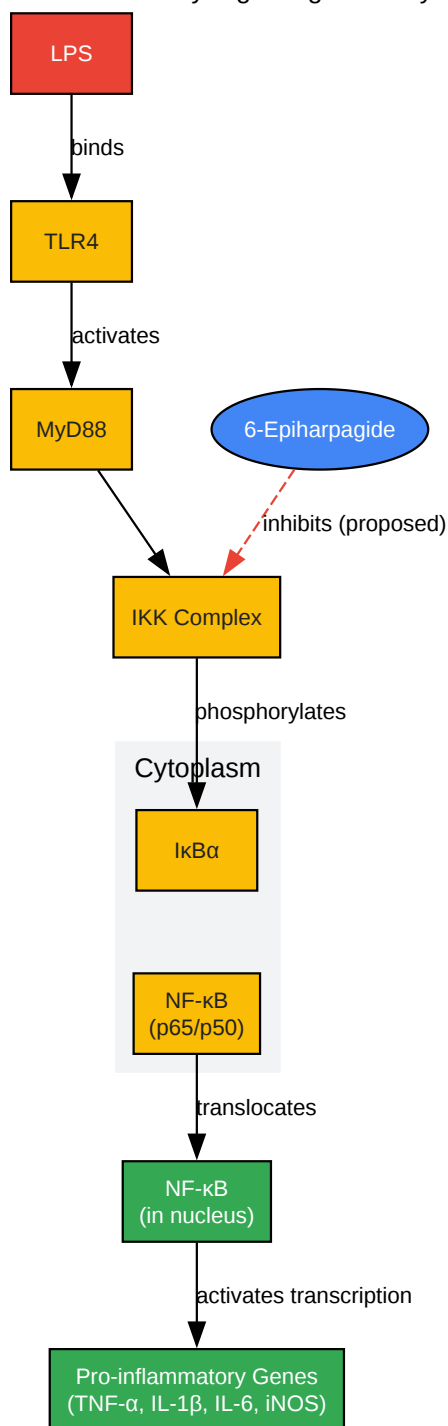 LPS
binds
TLR4
activates
MyD88
6-Epiharpagide
inhibits (proposed)
IKK Complex
phosphorylates
Cytoplasm
IκBα
NF-κB
(p65/p50)
translocates
NF-κB
(in nucleus)
activates transcription
Pro-inflammatory Genes
(TNF-α, IL-1β, IL-6, iNOS)